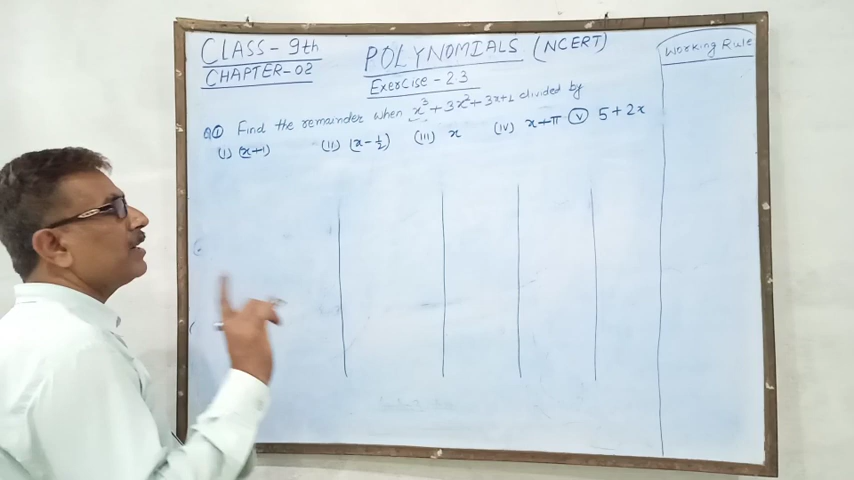 CLASS-9th
CHAPTER-02
POLYNOMIALS (NCERT)
Exercise-2.3
Working Rule
Q① Find the remainder when x³+3x²+3x+1 divided by
(i) (x+1) (ii) (x-½) (iii) x (iv) x+π (v) 5+2x